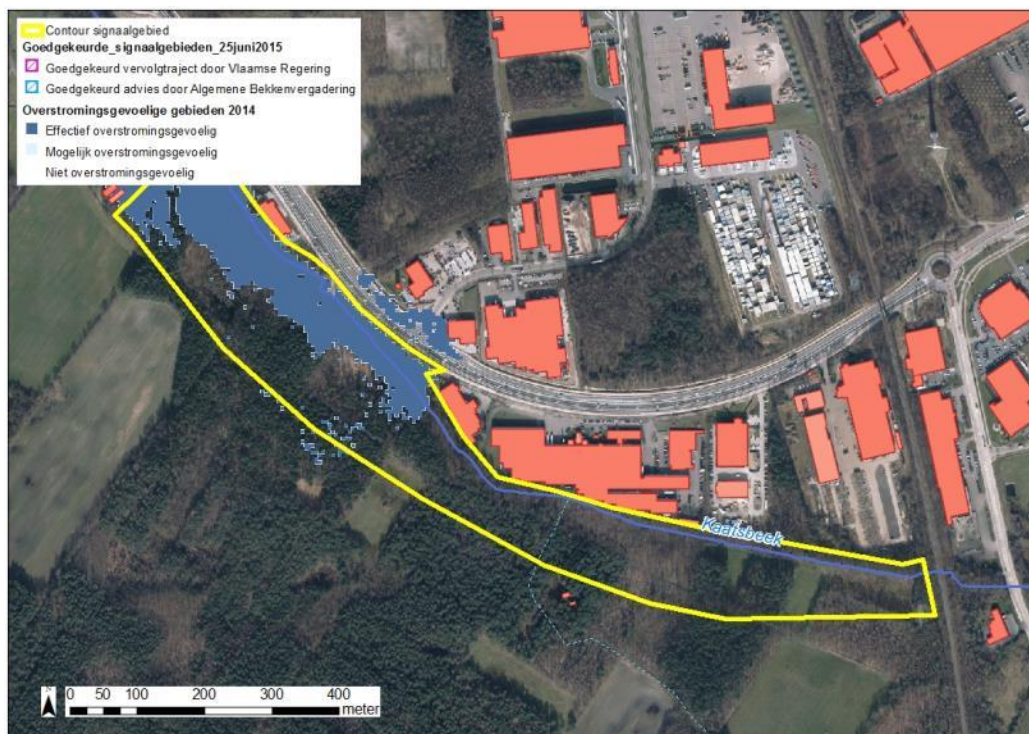 Contour signaalgebied
Goedgekeurde_signaalgebieden_25juni2015
Goedgekeurd vervolgtraject door Vlaamse Regering
Goedgekeurd advies door Algemene Bekkenvergadering
Overstromingsgevoelige gebieden 2014
Effectief overstromingsgevoelig
Mogelijk overstromingsgevoelig
Niet overstromingsgevoelig
Kaatsbeek
0 50 100 200 300 400
meter